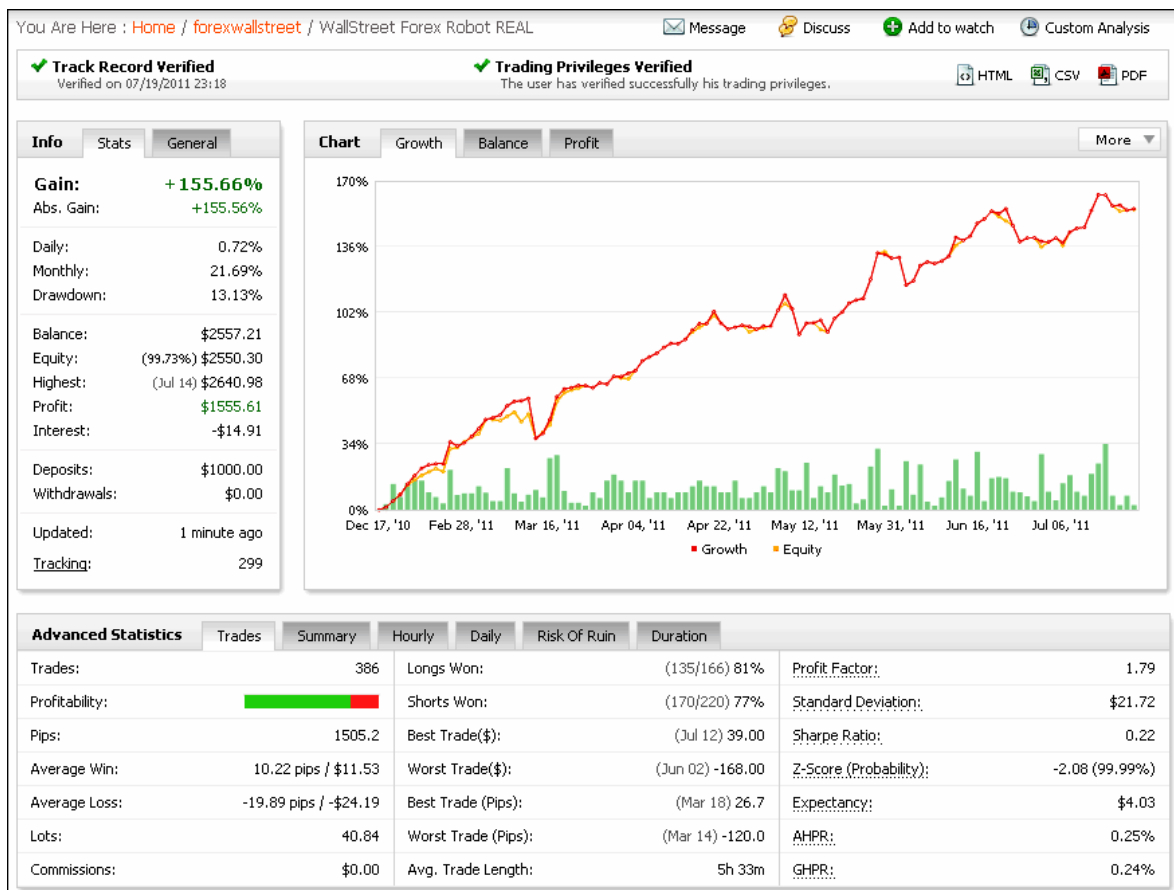 You Are Here : Home / forexwallstreet / WallStreet Forex Robot REAL
Message
Discuss
Add to watch
Custom Analysis
Track Record Verified
Verified on 07/19/2011 23:18
Trading Privileges Verified
The user has verified successfully his trading privileges.
HTML
CSV
PDF
Info Stats General
Gain: +155.66%
Abs. Gain: +155.56%
Daily: 0.72%
Monthly: 21.69%
Drawdown: 13.13%
Balance: $2557.21
Equity: (99.73%) $2550.30
Highest: (Jul 14) $2640.98
Profit: $1555.61
Interest: -$14.91
Deposits: $1000.00
Withdrawals: $0.00
Updated: 1 minute ago
Tracking: 299
Chart Growth Balance Profit
More
170%
136%
102%
68%
34%
0%
Dec 17, '10 Feb 28, '11 Mar 16, '11 Apr 04, '11 Apr 22, '11 May 12, '11 May 31, '11 Jun 16, '11 Jul 06, '11
Growth Equity
Advanced Statistics Trades Summary Hourly Daily Risk Of Ruin Duration
Trades: 386
Profitability:
Pips: 1505.2
Average Win: 10.22 pips / $11.53
Average Loss: -19.89 pips / -$24.19
Lots: 40.84
Commissions: $0.00
Longs Won: (135/166) 81%
Shorts Won: (170/220) 77%
Best Trade($): (Jul 12) 39.00
Worst Trade($): (Jun 02) -168.00
Best Trade (Pips): (Mar 18) 26.7
Worst Trade (Pips): (Mar 14) -120.0
Avg. Trade Length: 5h 33m
Profit Factor: 1.79
Standard Deviation: $21.72
Sharpe Ratio: 0.22
Z-Score (Probability): -2.08 (99.99%)
Expectancy: $4.03
AHPR: 0.25%
GHPR: 0.24%